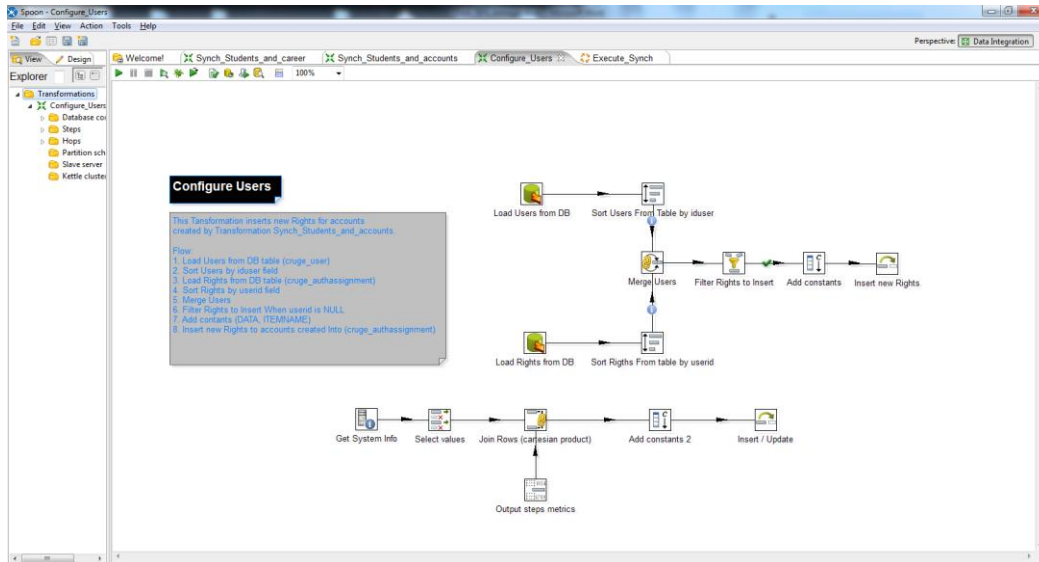 Spoon - Configure_Users
File Edit View Action Tools Help
Perspective: Data Integration
View Design
Welcome! Synch_Students_and_career Synch_Students_and_accounts Configure_Users Execute_Synch
Explorer
100%
Transformations
Configure_Users
Database co
Steps
Hops
Partition sch
Slave server
Kettle cluste
Configure Users
This Tansformation inserts new Rights for accounts
created by Transformation Synch_Students_and_accounts.
Flow:
1. Load Users from DB table (cruge_user)
2. Sort Users by iduser field
3. Load Rights from DB table (cruge_authassignment)
4. Sort Rights by userid field
5. Merge Users
6. Filter Rights to Insert When userid is NULL
7. Add contants (DATA, ITEMNAME)
8. Insert new Rights to accounts created Into (cruge_authassignment)
Load Users from DB
Sort Users From Table by iduser
Merge Users
Filter Rights to Insert
Add constants
Insert new Rights
Load Rights from DB
Sort Rigths From table by userid
Get System Info
Select values
Join Rows (cartesian product)
Add constants 2
Insert / Update
Output steps metrics